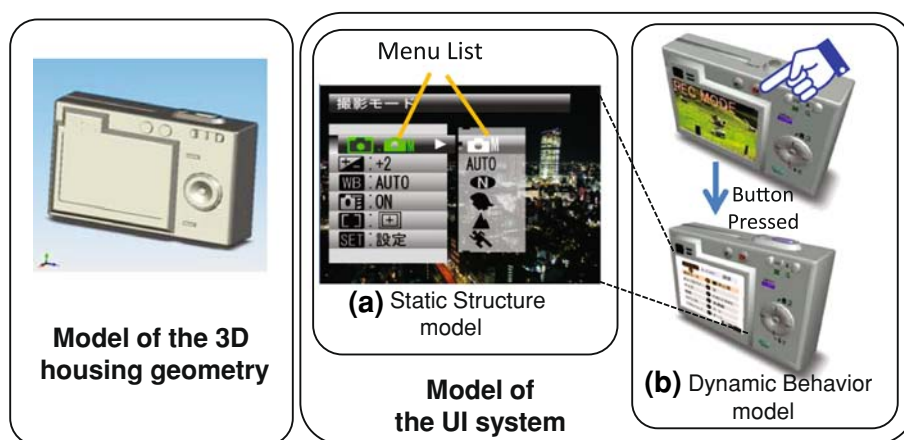 Model of the 3D
housing geometry
Menu List
撮影モード
M
M
+2
AUTO
WB : AUTO
N
: ON
SET : 設定
(a) Static Structure
model
Model of
the UI system
REC MODE
Button
Pressed
(b) Dynamic Behavior
model